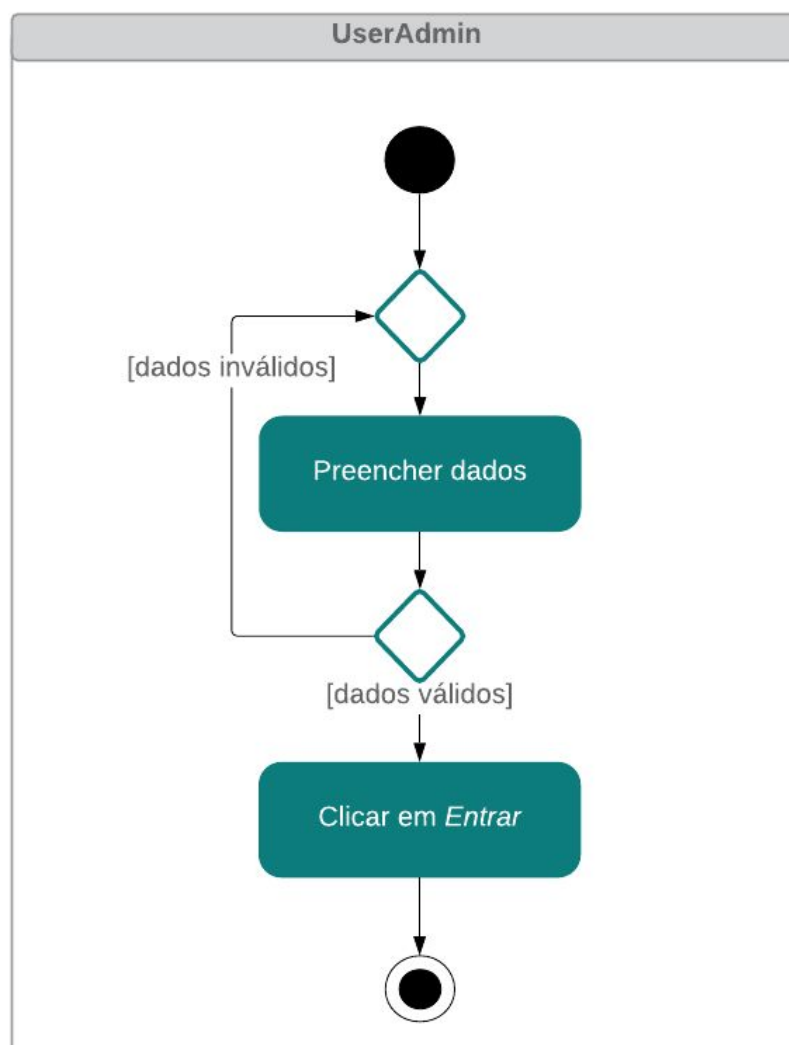 UserAdmin
[dados inválidos]
Preencher dados
[dados válidos]
Clicar em Entrar